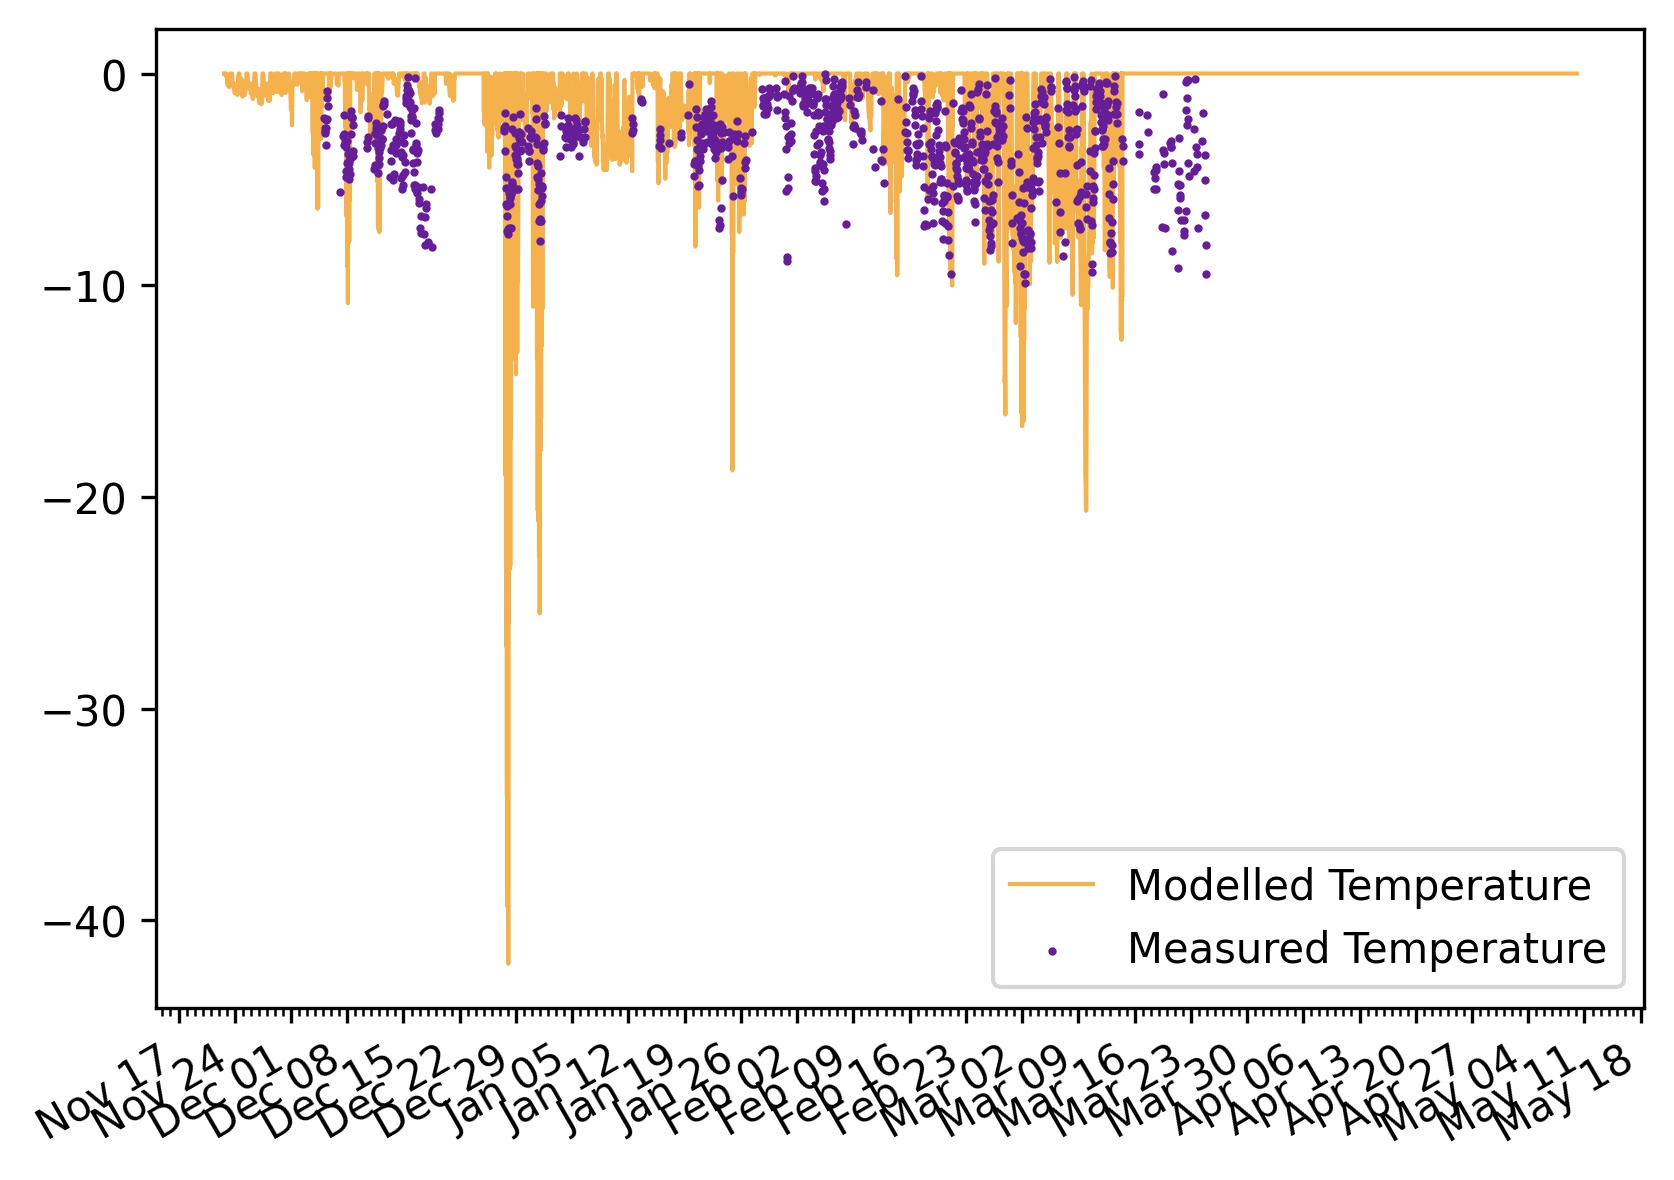 0
−10
−20
−30
−40
Modelled Temperature
Measured Temperature
Nov 17
Nov 24
Dec 01
Dec 08
Dec 15
Dec 22
Dec 29
Jan 05
Jan 12
Jan 19
Jan 26
Feb 02
Feb 09
Feb 16
Feb 23
Mar 02
Mar 09
Mar 16
Mar 23
Mar 30
Apr 06
Apr 13
Apr 20
Apr 27
May 04
May 11
May 18